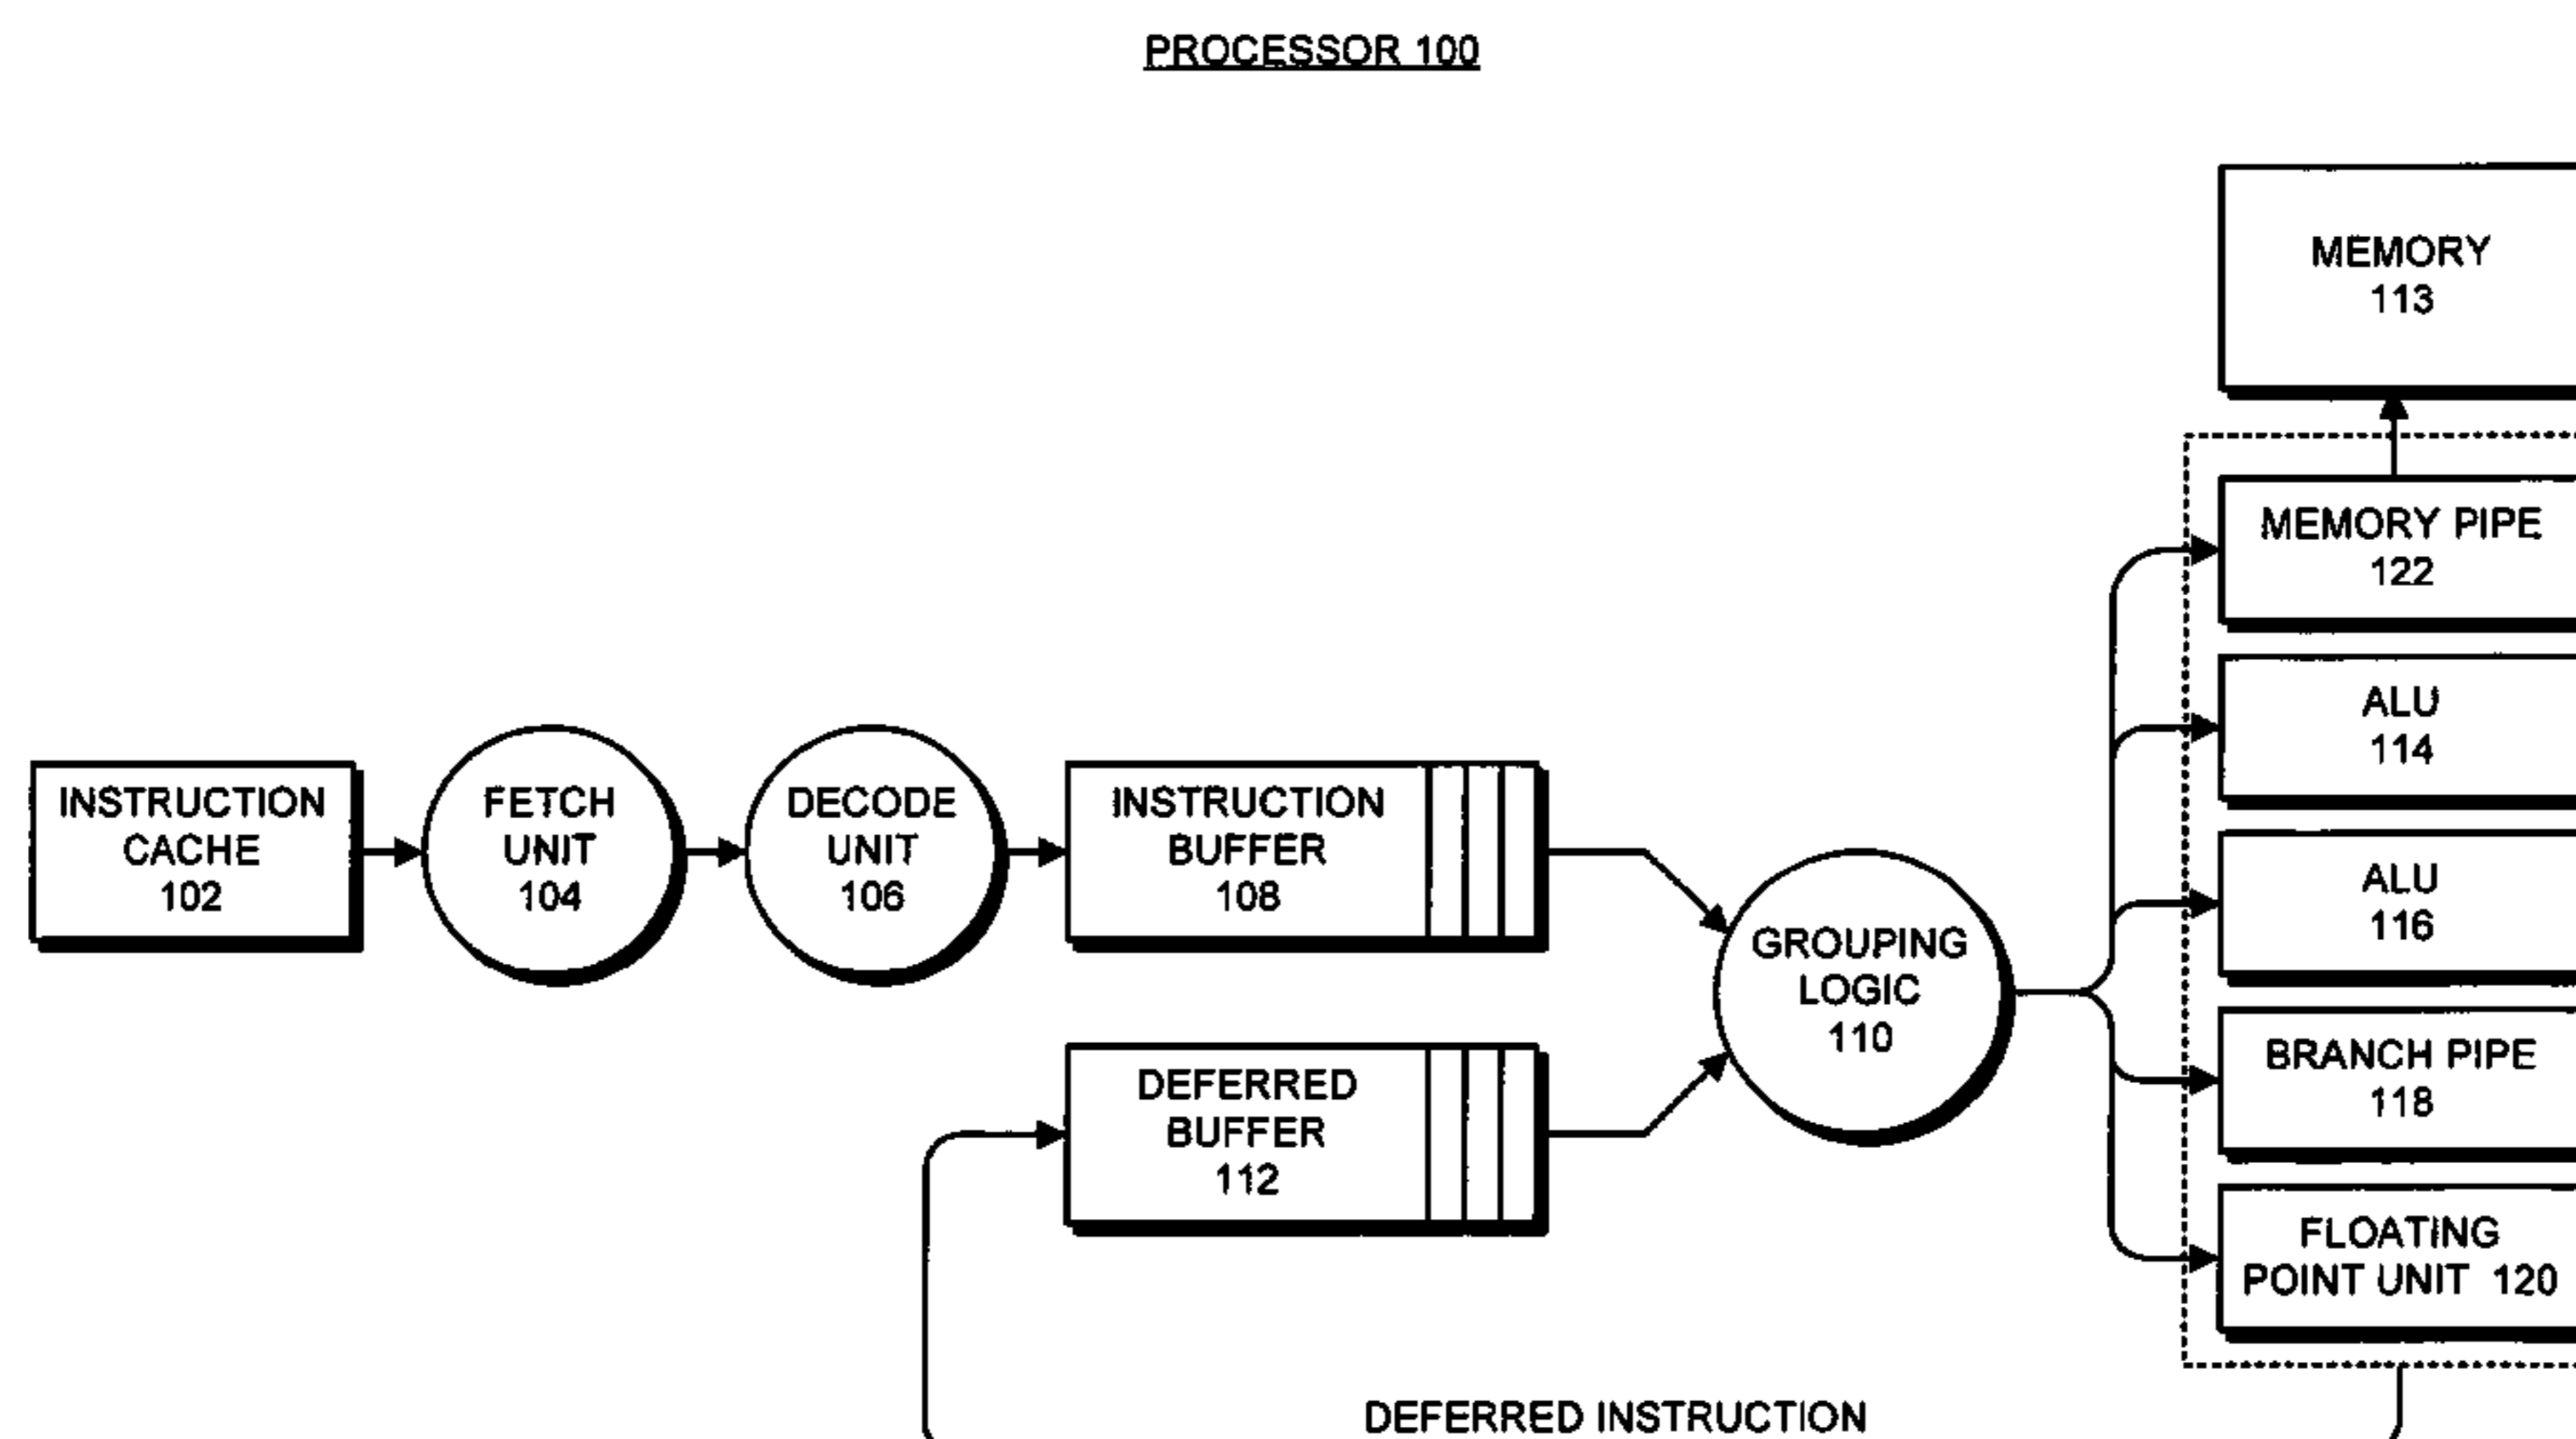 PROCESSOR 100
MEMORY
113
MEMORY PIPE
122
ALU
114
INSTRUCTION
CACHE
102
FETCH
UNIT
104
DECODE
UNIT
106
INSTRUCTION
BUFFER
108
GROUPING
LOGIC
110
ALU
116
DEFERRED
BUFFER
112
BRANCH PIPE
118
FLOATING
POINT UNIT 120
DEFERRED INSTRUCTION